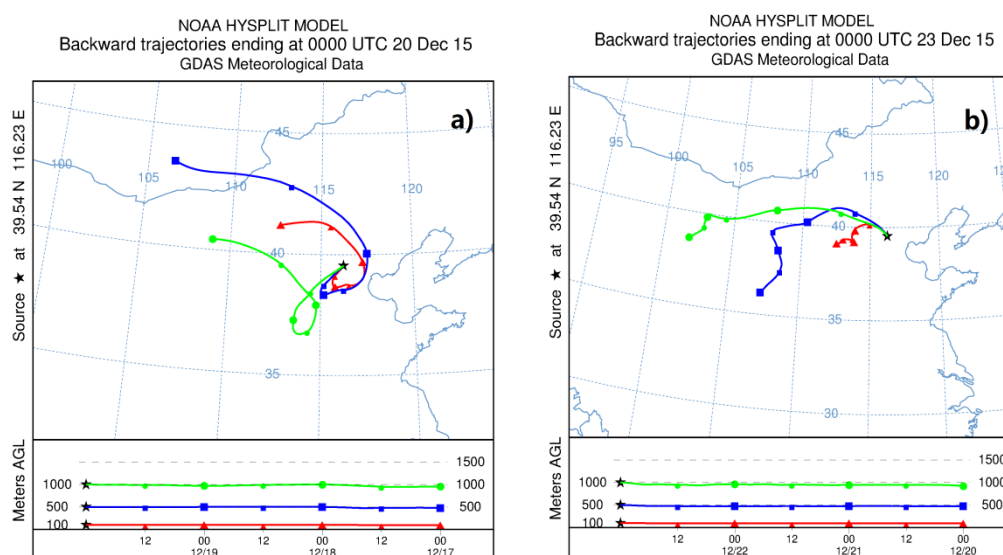 NOAA HYSPLIT MODEL
Backward trajectories ending at 0000 UTC 20 Dec 15
GDAS Meteorological Data
a)
Source ★ at 39.54 N 116.23 E
45
100
105
110
115
120
40
35
Meters AGL
1500
1000
1000
500
500
100
12 00 12 00 12 00
12/19 12/18 12/17
NOAA HYSPLIT MODEL
Backward trajectories ending at 0000 UTC 23 Dec 15
GDAS Meteorological Data
b)
Source ★ at 39.54 N 116.23 E
45
95
100
105
110
115
120
40
35
30
Meters AGL
1500
1000
1000
500
500
100
12 00 12 00 12 00
12/22 12/21 12/20